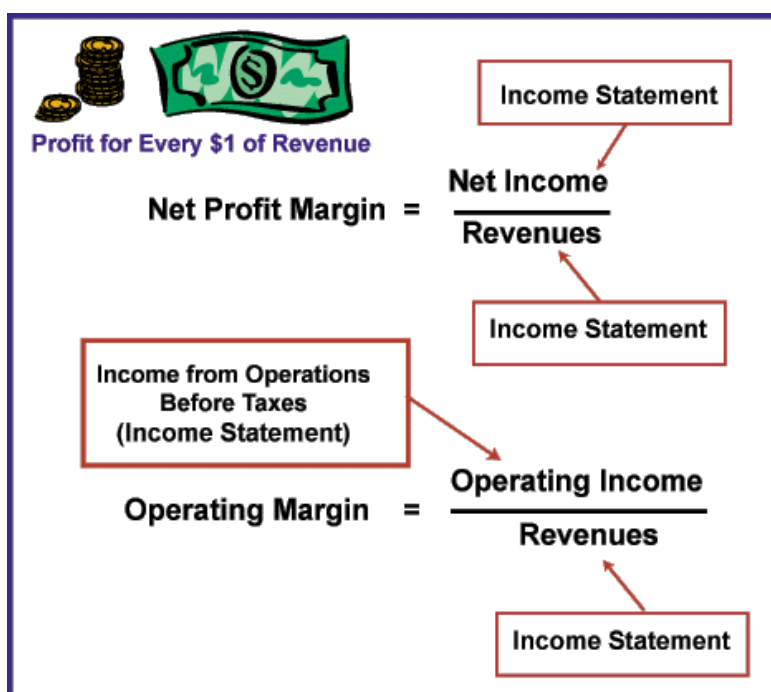 $
Profit for Every $1 of Revenue
Income Statement
Net Profit Margin = Net Income
Revenues
Income Statement
Income from Operations
Before Taxes
(Income Statement)
Operating Margin = Operating Income
Revenues
Income Statement